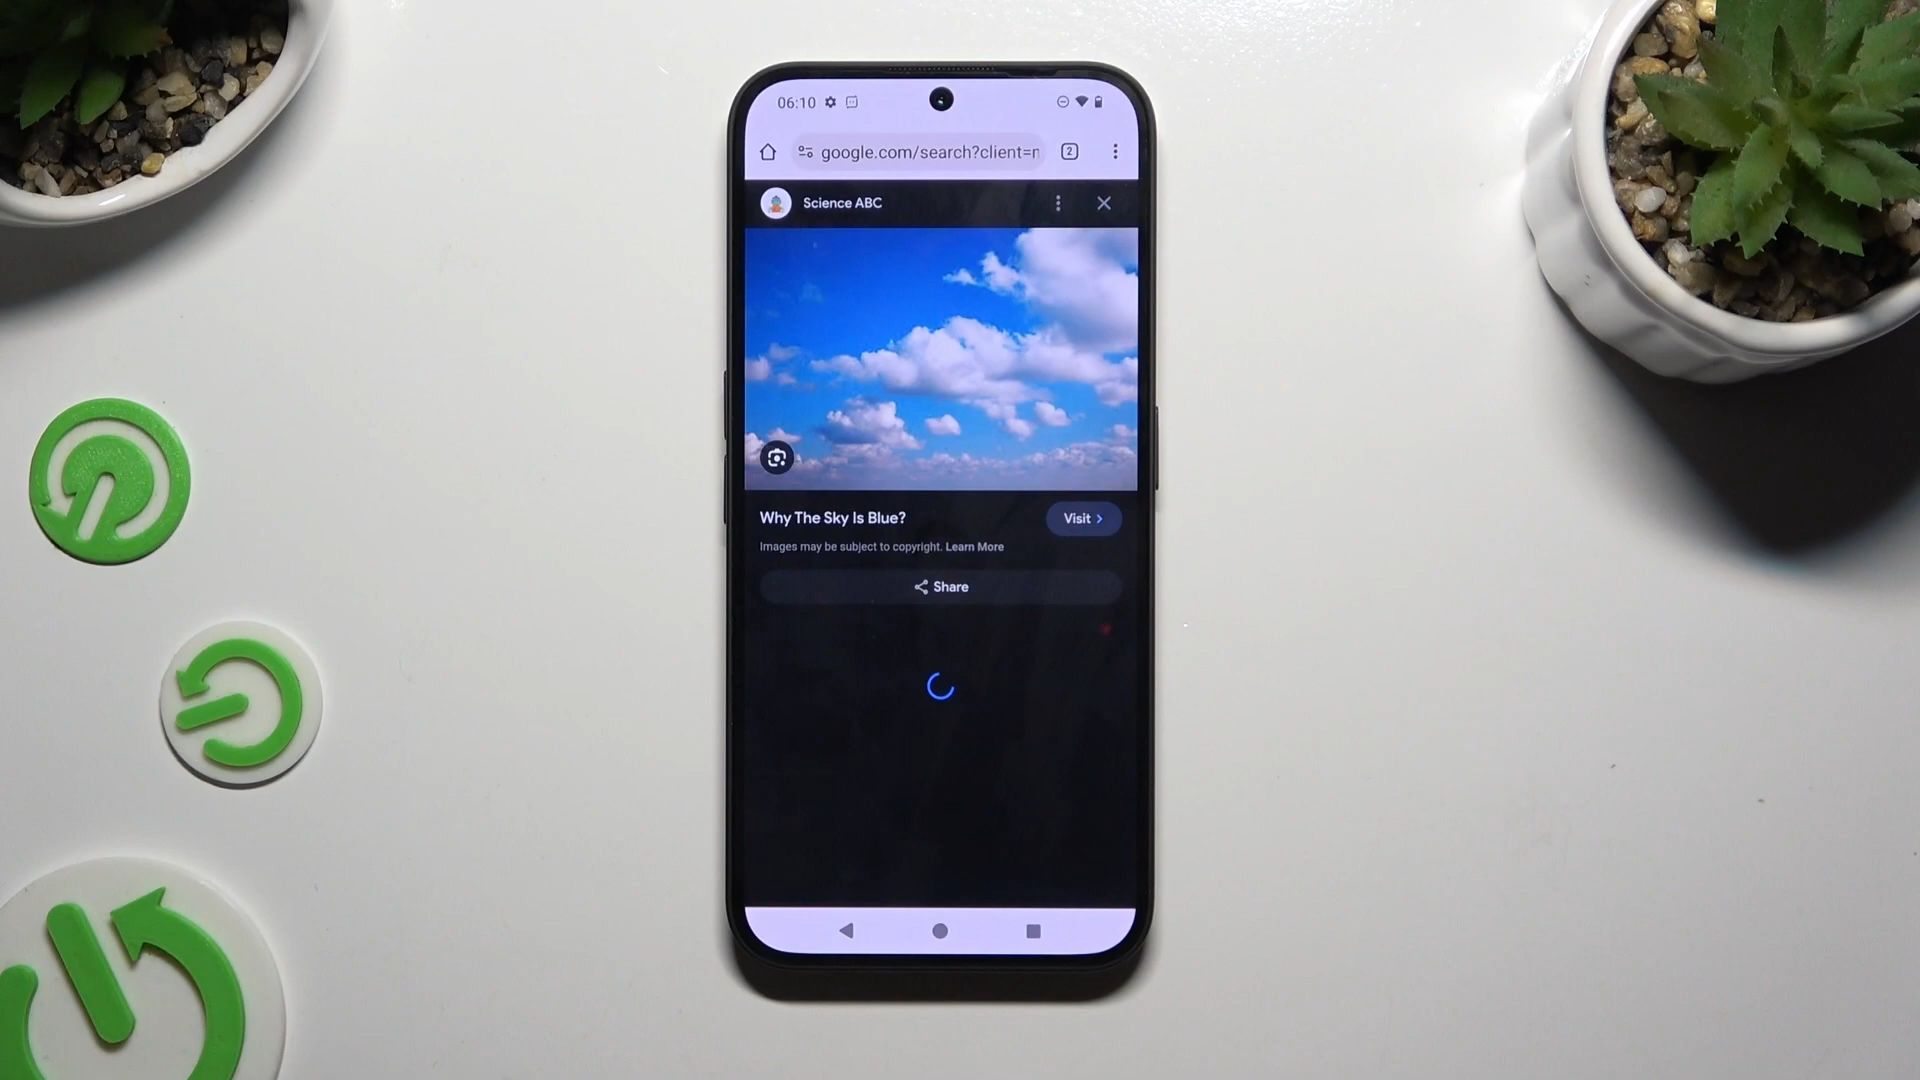 06:10
google.com/search?client=n
2
Science ABC
Why The Sky Is Blue?
Visit
Images may be subject to copyright. Learn More
Share